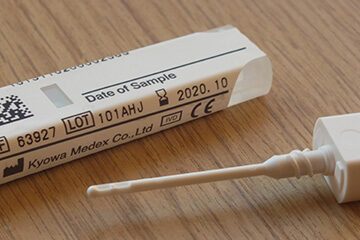 Date of Sample
63927 LOT 101AHJ 2020.10
Kyowa Medex Co.,Ltd IVD CE